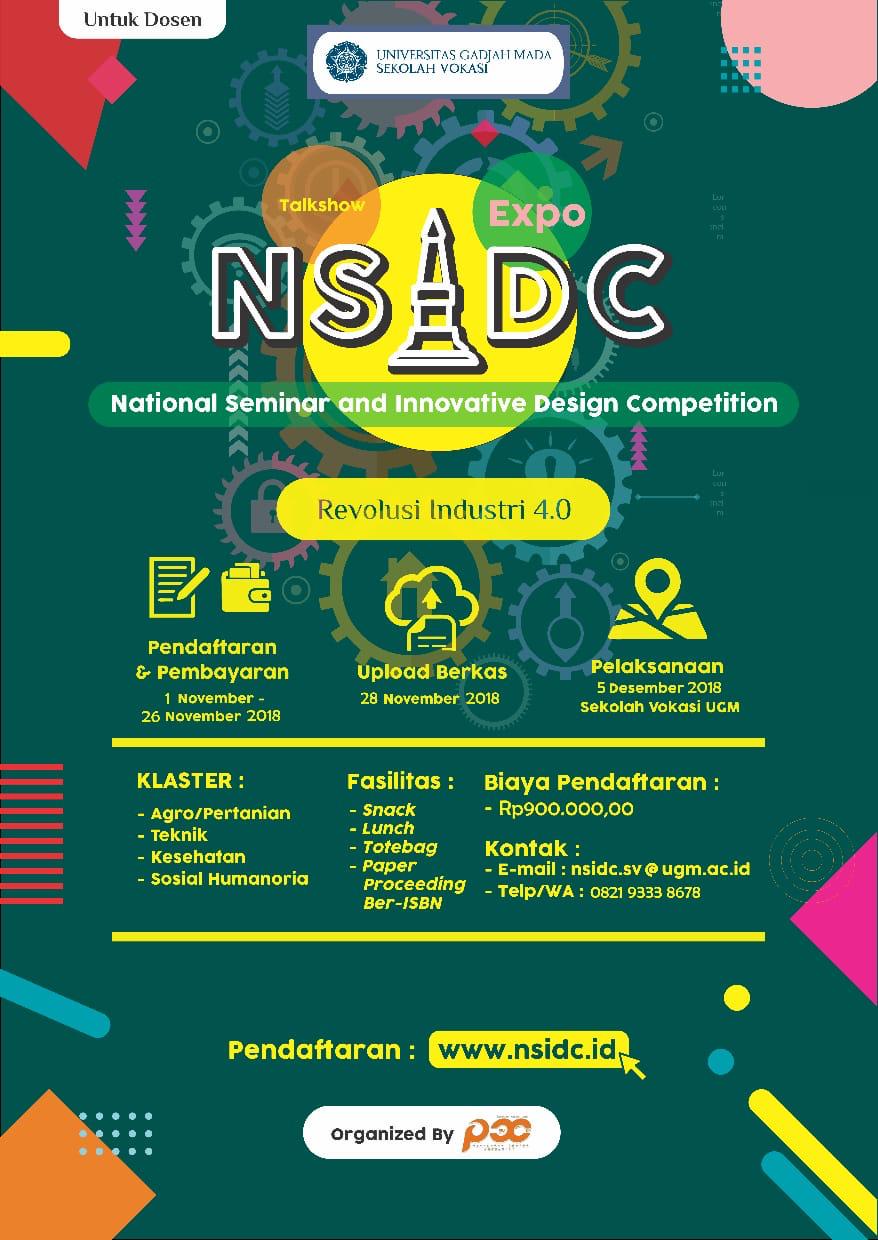 Untuk Dosen
UNIVERSITAS GADJAH MADA
SEKOLAH VOKASI
Talkshow
Expo
NSIDC
National Seminar and Innovative Design Competition
Revolusi Industri 4.0
Pendaftaran
& Pembayaran
1 November -
26 November 2018
Upload Berkas
28 November 2018
Pelaksanaan
5 Desember 2018
Sekolah Vokasi UGM
KLASTER :
- Agro/Pertanian
- Teknik
- Kesehatan
- Sosial Humanoria
Fasilitas :
- Snack
- Lunch
- Totebag
- Paper
Proceeding
Ber-ISBN
Biaya Pendaftaran :
- Rp900.000,00
Kontak :
- E-mail : nsidc.sv@ugm.ac.id
- Telp/WA : 0821 9333 8678
Pendaftaran : www.nsidc.id
Organized By